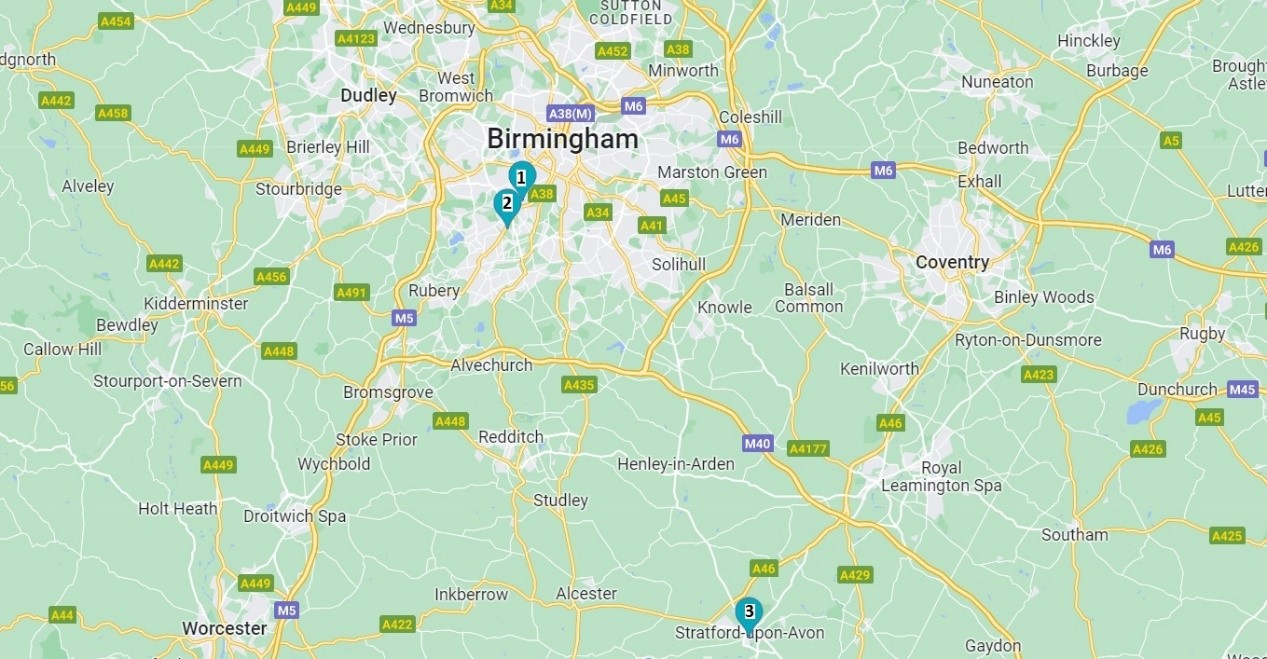 A449
A34
SUTTON
COLDFIELD
A454
Wednesbury
A4123
A452
A38
Hinckley
dgnorth
Minworth
Burbage
Brough
Astle
West
Bromwich
Nuneaton
Dudley
A442
A458
A38(M)
M6
Coleshill
Birmingham
M6
A5
A449
Brierley Hill
Bedworth
Marston Green
M6
1
Exhall
Alveley
Stourbridge
A38
A45
Lutter
2
A34
A41
Meriden
A442
Solihull
Coventry
M6
A426
A456
A491
Rubery
Balsall
Common
Binley Woods
Kidderminster
Knowle
M5
Bewdley
Callow Hill
A448
Ryton-on-Dunsmore
Rugby
Alvechurch
Kenilworth
A423
56
Stourport-on-Severn
Bromsgrove
A435
Dunchurch
M45
A448
A46
A45
Stoke Prior
Redditch
M40
A4177
A426
A449
Wychbold
Henley-in-Arden
Royal
Leamington Spa
Holt Heath
Droitwich Spa
Studley
Southam
A425
A46
A429
A449
Inkberrow
Alcester
M5
3
A44
Worcester
A422
Stratford-upon-Avon
Gaydon